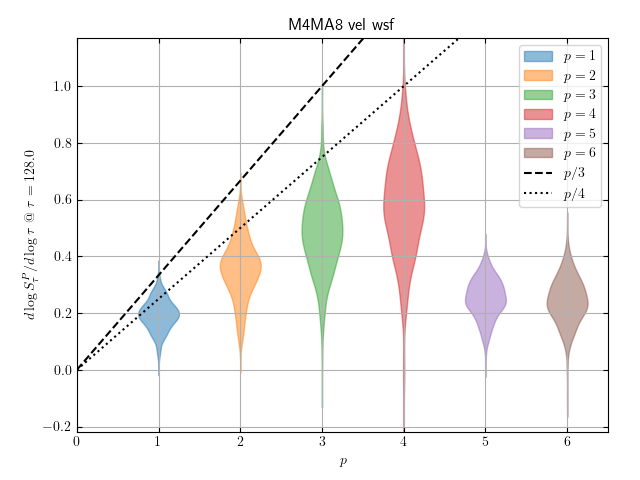 M4MA8 vel wsf
d log S_τ^P / d log τ @ τ = 128.0
1.0
0.8
0.6
0.4
0.2
0.0
−0.2
0 1 2 3 4 5 6
p
p = 1
p = 2
p = 3
p = 4
p = 5
p = 6
p/3
p/4